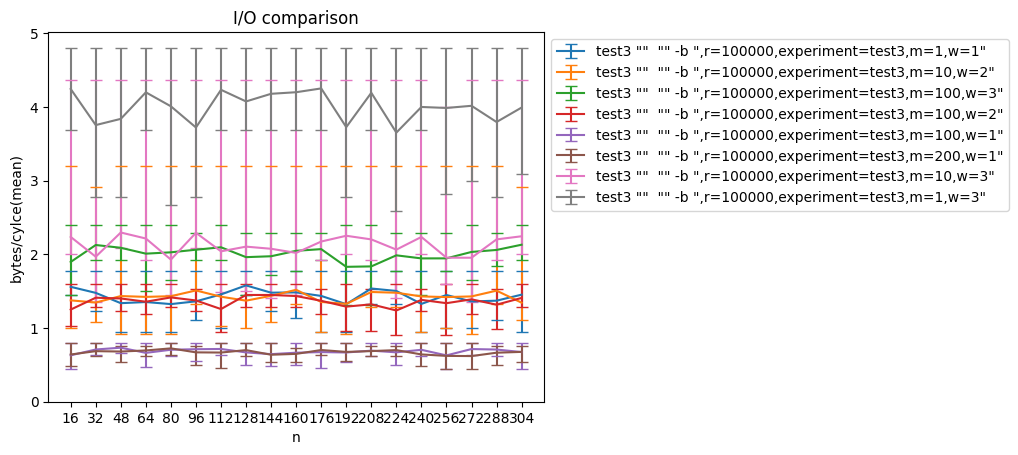 I/O comparison
5
4
3
2
1
0
bytes/cylce(mean)
16 32 48 64 80 96 112 128 144 160 176 192 208 224 240 256 272 288 304
n
test3 ""  "" -b ",r=100000,experiment=test3,m=1,w=1"
test3 ""  "" -b ",r=100000,experiment=test3,m=10,w=2"
test3 ""  "" -b ",r=100000,experiment=test3,m=100,w=3"
test3 ""  "" -b ",r=100000,experiment=test3,m=100,w=2"
test3 ""  "" -b ",r=100000,experiment=test3,m=100,w=1"
test3 ""  "" -b ",r=100000,experiment=test3,m=200,w=1"
test3 ""  "" -b ",r=100000,experiment=test3,m=10,w=3"
test3 ""  "" -b ",r=100000,experiment=test3,m=1,w=3"